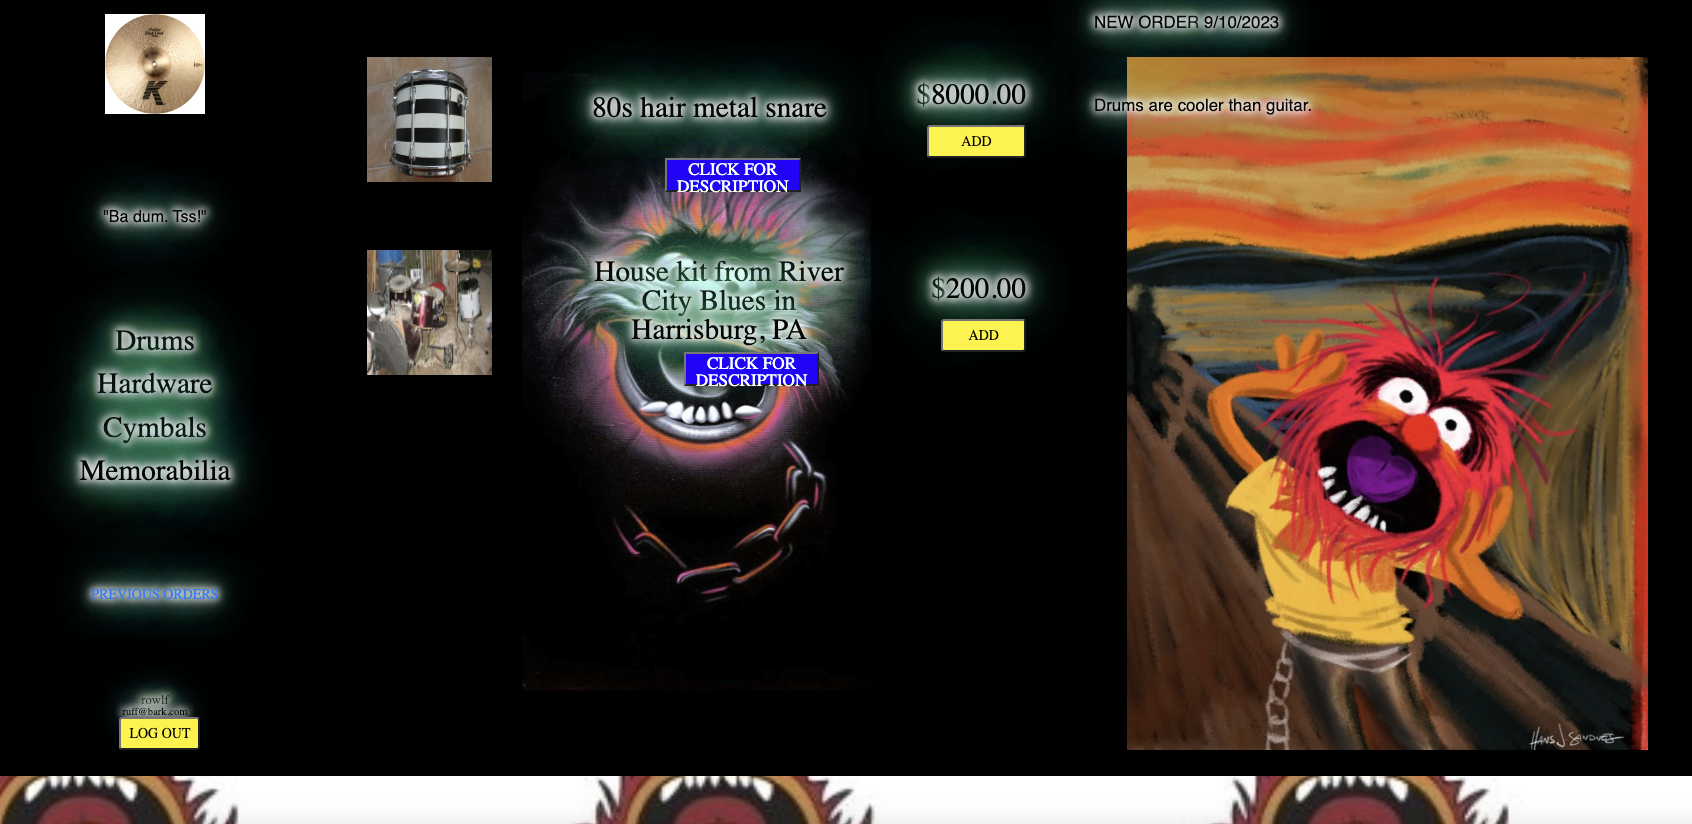 K
"Ba dum. Tss!"
Drums
Hardware
Cymbals
Memorabilia
PREVIOUS ORDERS
rowlf
ruff@bark.com
LOG OUT
80s hair metal snare
CLICK FOR
DESCRIPTION
$8000.00
ADD
House kit from River
City Blues in
Harrisburg, PA
CLICK FOR
DESCRIPTION
$200.00
ADD
NEW ORDER 9/10/2023
Drums are cooler than guitar.